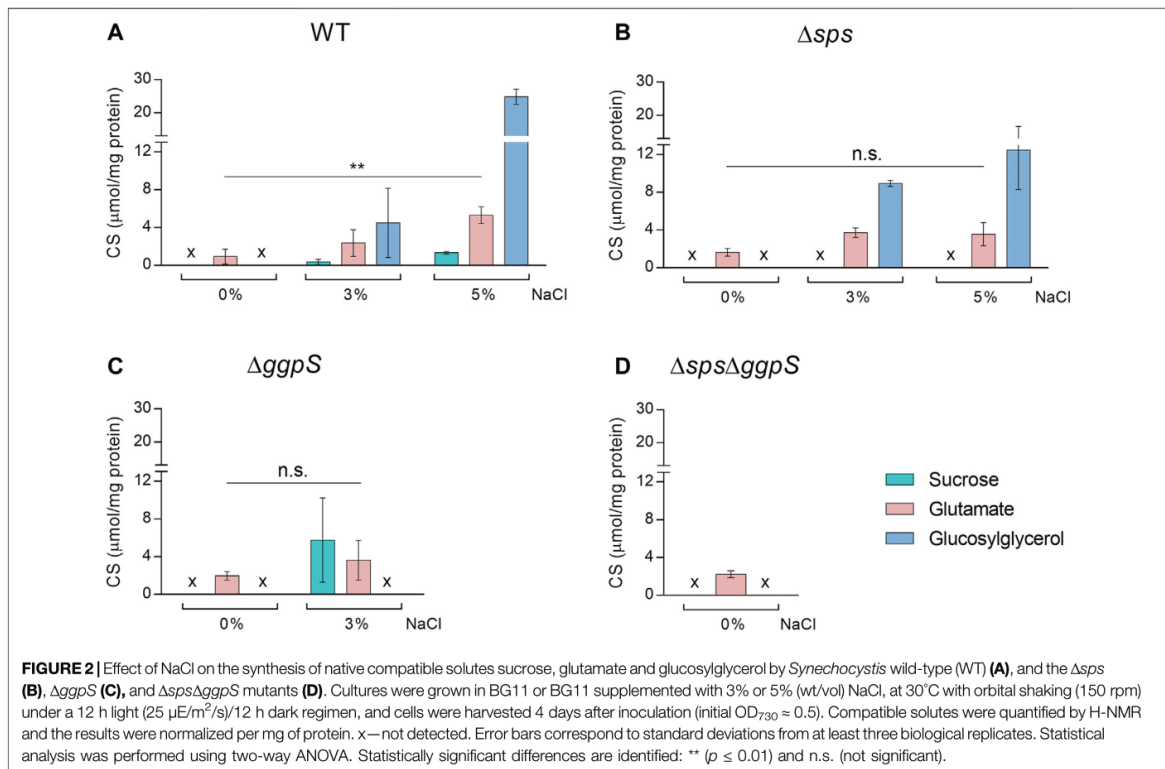 A
WT
CS (μmol/mg protein)
30
20
12
8
4
0
**
x
x
0%
3%
5%
NaCl
B
Δsps
CS (μmol/mg protein)
30
20
12
8
4
0
n.s.
x
x
x
x
0%
3%
5%
NaCl
C
ΔggpS
CS (μmol/mg protein)
30
20
12
8
4
0
n.s.
x
x
x
0%
3%
NaCl
D
ΔspsΔggpS
CS (μmol/mg protein)
30
20
12
8
4
0
x
x
0%
NaCl
Sucrose
Glutamate
Glucosylglycerol
FIGURE 2 | Effect of NaCl on the synthesis of native compatible solutes sucrose, glutamate and glucosylglycerol by Synechocystis wild-type (WT) (A), and the Δsps
(B), ΔggpS (C), and ΔspsΔggpS mutants (D). Cultures were grown in BG11 or BG11 supplemented with 3% or 5% (wt/vol) NaCl, at 30°C with orbital shaking (150 rpm)
under a 12 h light (25 μE/m²/s)/12 h dark regimen, and cells were harvested 4 days after inoculation (initial OD₇₃₀ ≈ 0.5). Compatible solutes were quantified by H-NMR
and the results were normalized per mg of protein. x—not detected. Error bars correspond to standard deviations from at least three biological replicates. Statistical
analysis was performed using two-way ANOVA. Statistically significant differences are identified: ** (p ≤ 0.01) and n.s. (not significant).